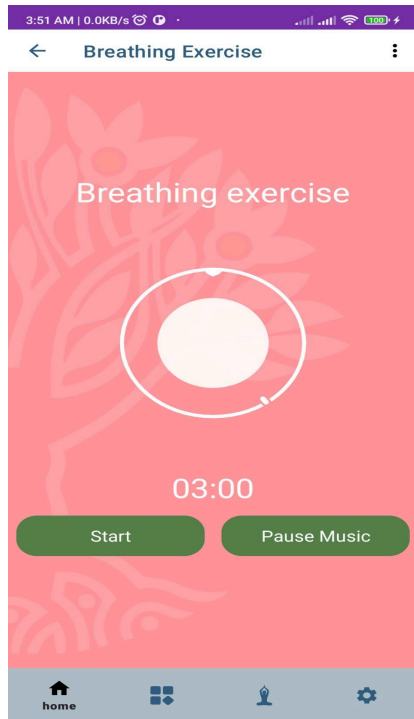 3:51 AM | 0.0KB/s
100
Breathing Exercise
Breathing exercise
03:00
Start
Pause Music
home